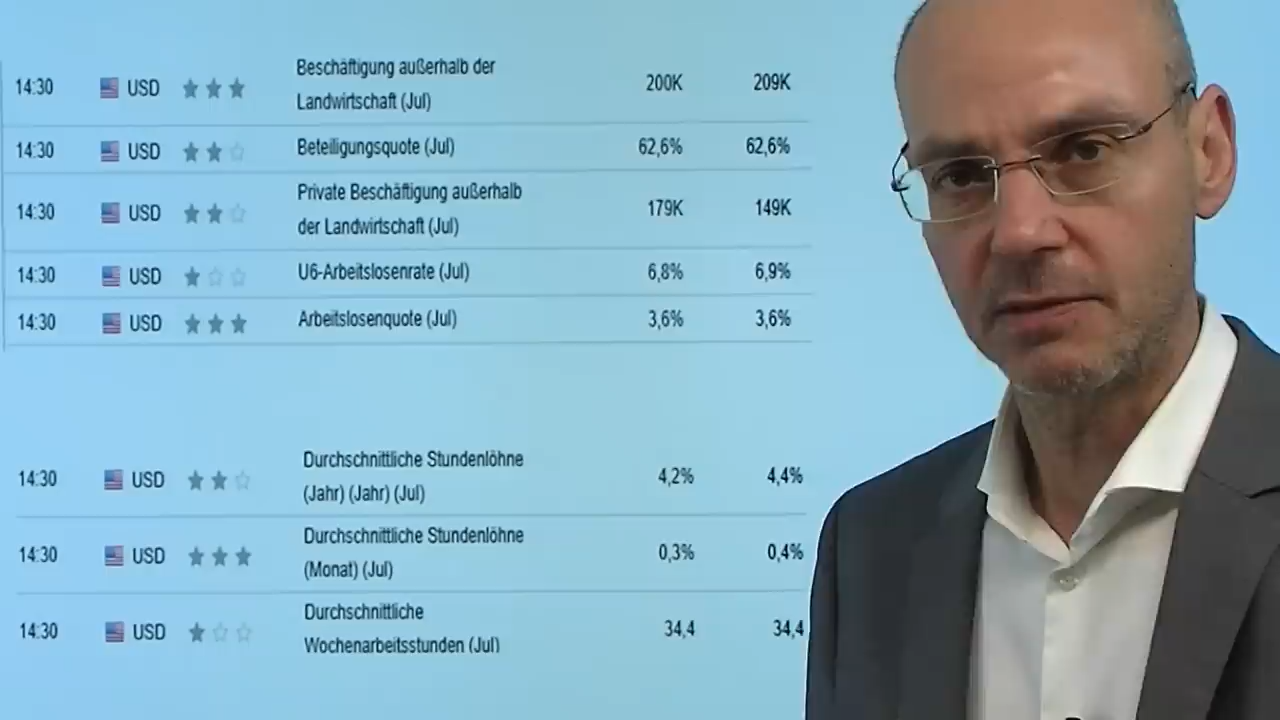 14:30 USD Beschäftigung außerhalb der
Landwirtschaft (Jul) 200K 209K
14:30 USD Beteiligungsquote (Jul) 62,6% 62,6%
14:30 USD Private Beschäftigung außerhalb
der Landwirtschaft (Jul) 179K 149K
14:30 USD U6-Arbeitslosenrate (Jul) 6,8% 6,9%
14:30 USD Arbeitslosenquote (Jul) 3,6% 3,6%
14:30 USD Durchschnittliche Stundenlöhne
(Jahr) (Jahr) (Jul) 4,2% 4,4%
14:30 USD Durchschnittliche Stundenlöhne
(Monat) (Jul) 0,3% 0,4%
14:30 USD Durchschnittliche
Wochenarbeitsstunden (Jul) 34,4 34,4